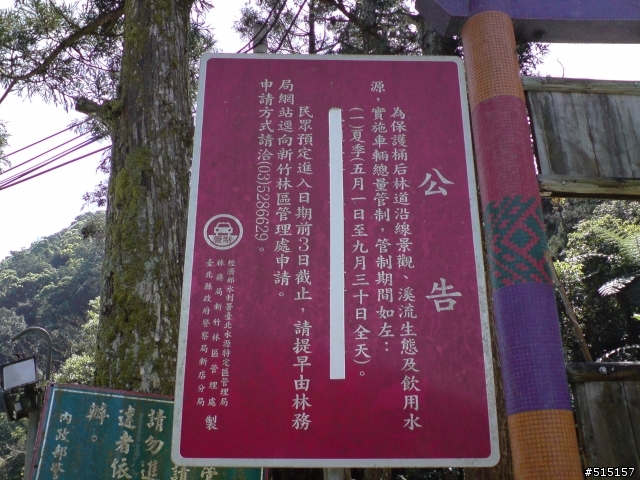 公告
為保護桶后林道沿線景觀、溪流生態及飲用水
源，實施車輛總量管制，管制期間如左：
(一)夏季(五月一日至九月三十日全天)。
民眾預定進入日期前3日截止，請提早由林務
局網站逕向新竹林區管理處申請。
申請方式請洽(03)5286629。
管制
經濟部水利署臺北水源特定區管理局
林務局新竹林區管理處
臺北縣政府警察局新店分局
製
請勿進
違者依
辦。
內政部警
#515157